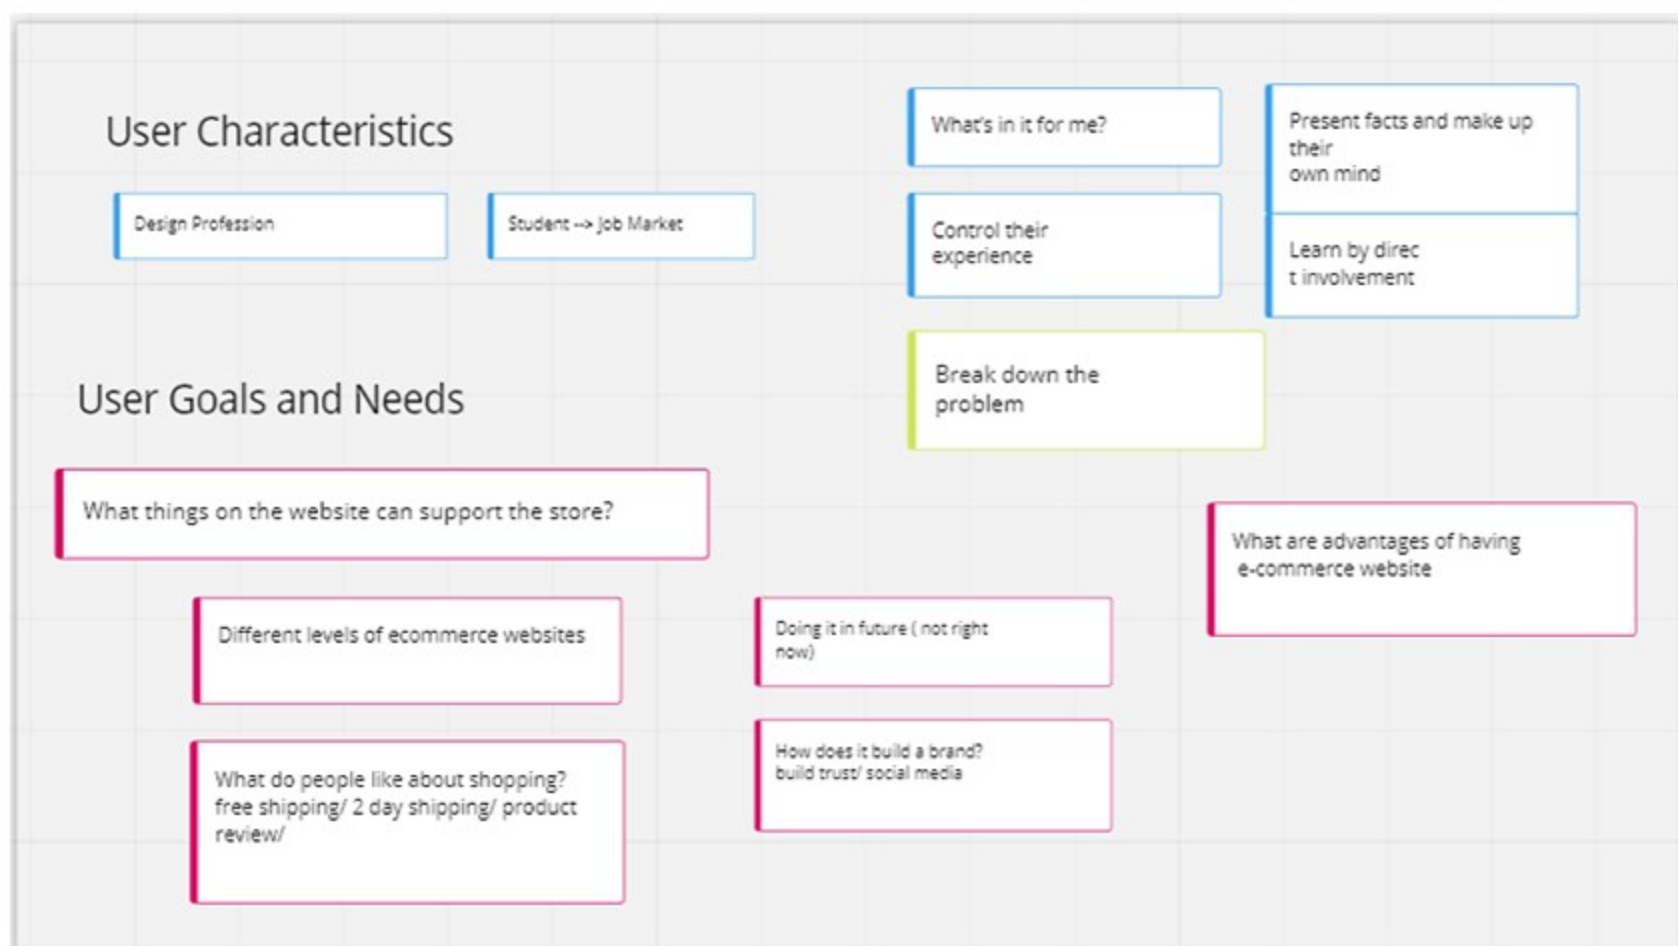 User Characteristics
Design Profession
Student --> Job Market
What's in it for me?
Control their
experience
Present facts and make up
their
own mind
Learn by direc
t involvement
Break down the
problem
User Goals and Needs
What things on the website can support the store?
Different levels of ecommerce websites
What do people like about shopping?
free shipping/ 2 day shipping/ product
review/
Doing it in future ( not right
now)
How does it build a brand?
build trust/ social media
What are advantages of having
e-commerce website